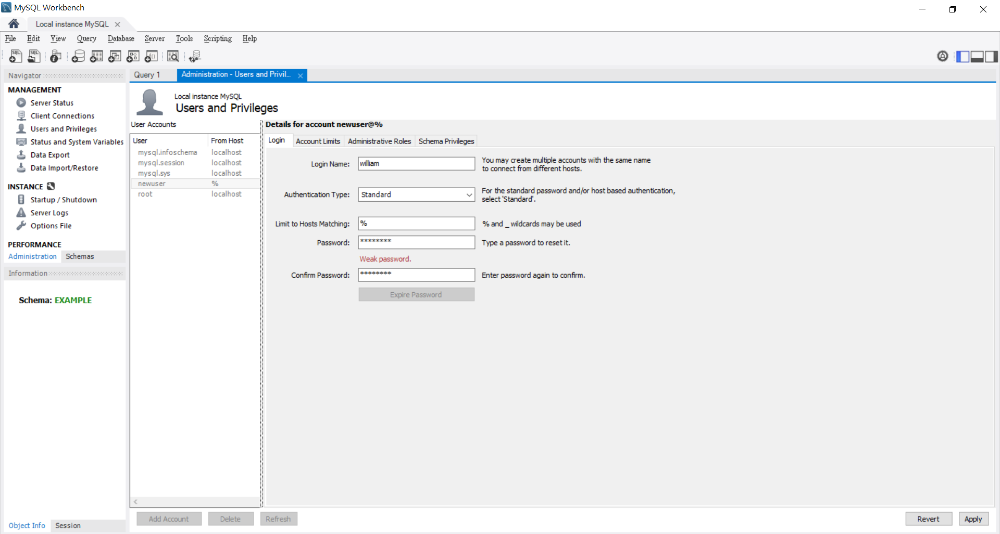 MySQL Workbench
Local instance MySQL
File Edit View Query Database Server Tools Scripting Help
SQL SQL
Navigator
Query 1
Administration - Users and Privil...
MANAGEMENT
Server Status
Client Connections
Users and Privileges
Status and System Variables
Data Export
Data Import/Restore
INSTANCE
Startup / Shutdown
Server Logs
Options File
PERFORMANCE
Administration Schemas
Information
Schema: EXAMPLE
Object Info Session
Local instance MySQL
Users and Privileges
User Accounts
User From Host
mysql.infoschema localhost
mysql.session localhost
mysql.sys localhost
newuser %
root localhost
Add Account Delete Refresh
Details for account newuser@%
Login Account Limits Administrative Roles Schema Privileges
Login Name: william You may create multiple accounts with the same name
to connect from different hosts.
Authentication Type: Standard For the standard password and/or host based authentication,
select 'Standard'.
Limit to Hosts Matching: % % and _ wildcards may be used
Password: ******** Type a password to reset it.
Weak password.
Confirm Password: ******** Enter password again to confirm.
Expire Password
Revert Apply